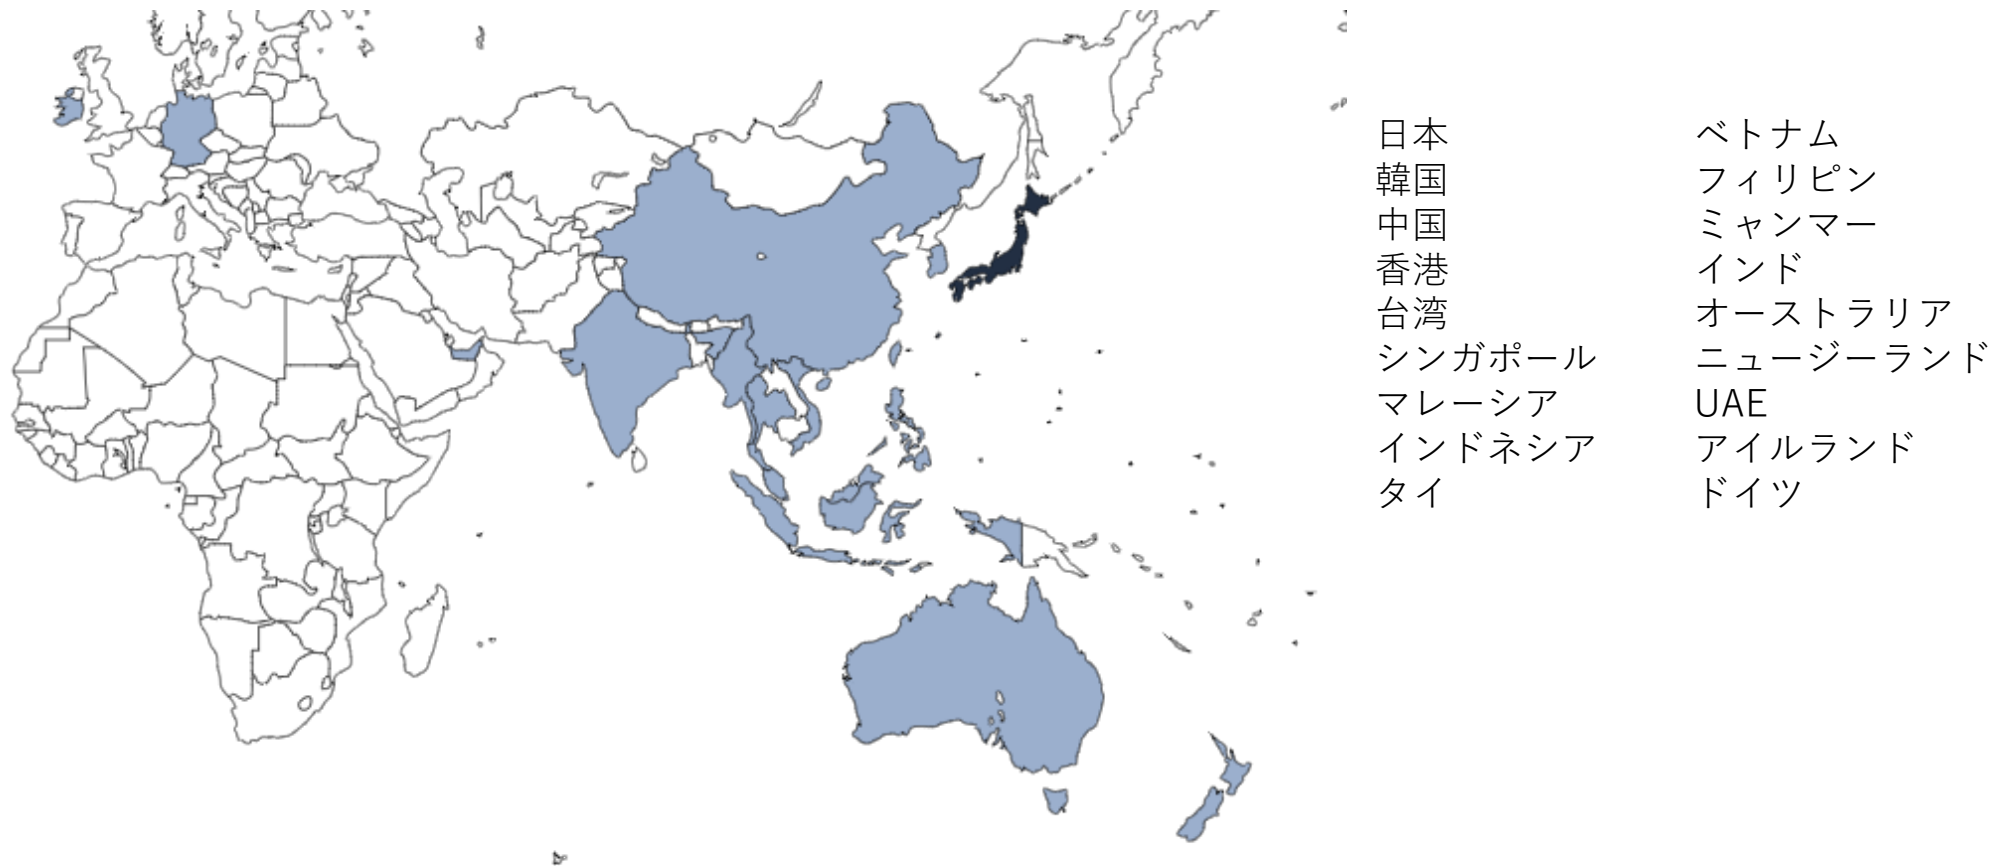 日本
韓国
中国
香港
台湾
シンガポール
マレーシア
インドネシア
タイ
ベトナム
フィリピン
ミャンマー
インド
オーストラリア
ニュージーランド
UAE
アイルランド
ドイツ